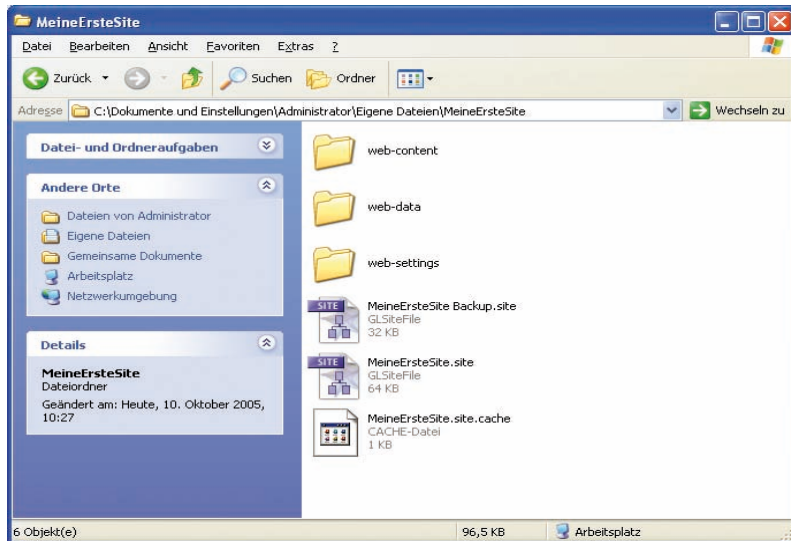 MeineErsteSite
Datei Bearbeiten Ansicht Favoriten Extras ?
Zurück Suchen Ordner
Adresse C:\Dokumente und Einstellungen\Administrator\Eigene Dateien\MeineErsteSite Wechseln zu
Datei- und Ordneraufgaben
Andere Orte
Dateien von Administrator
Eigene Dateien
Gemeinsame Dokumente
Arbeitsplatz
Netzwerkumgebung
Details
MeineErsteSite
Dateiordner
Geändert am: Heute, 10. Oktober 2005,
10:27
web-content
web-data
web-settings
SITE
MeineErsteSite Backup.site
GLSiteFile
32 KB
SITE
MeineErsteSite.site
GLSiteFile
64 KB
MeineErsteSite.site.cache
CACHE-Datei
1 KB
6 Objekt(e) 96,5 KB Arbeitsplatz